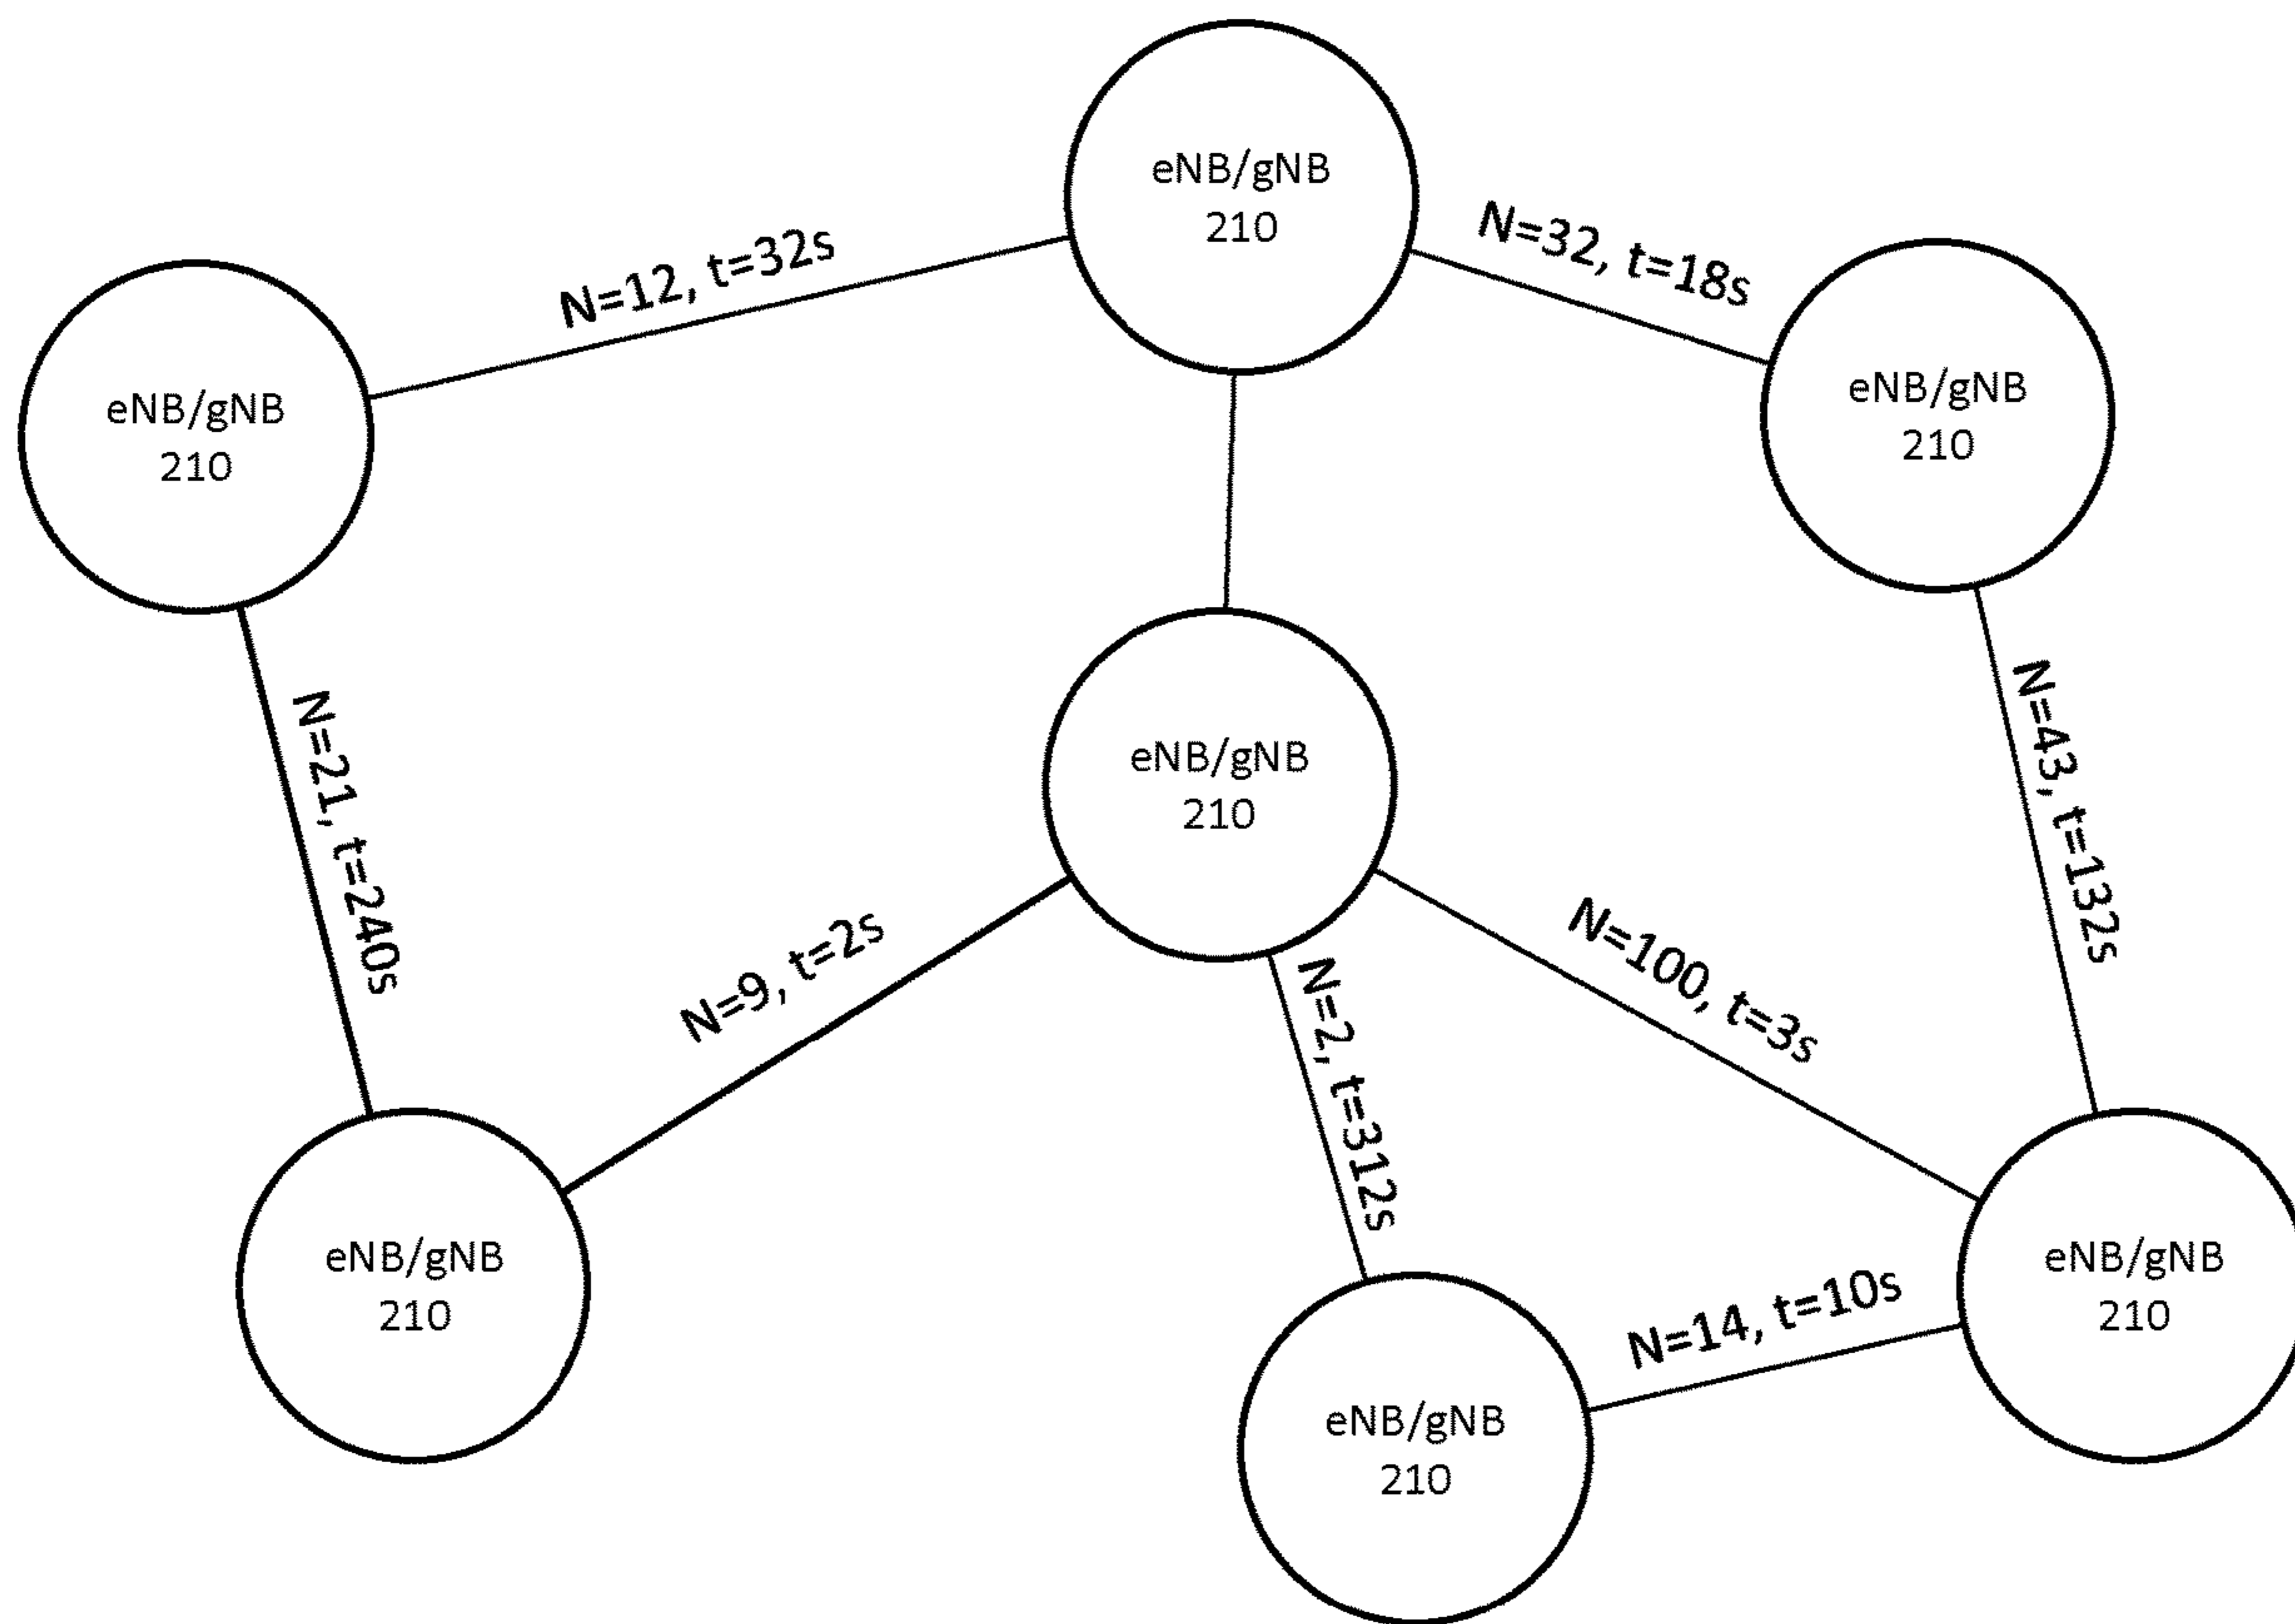 eNB/gNB
210
N=12, t=32s
N=32, t=18s
eNB/gNB
210
eNB/gNB
210
N=21, t=240s
eNB/gNB
210
N=43, t=132s
N=9, t=2s
N=2, t=312s
N=100, t=3s
eNB/gNB
210
eNB/gNB
210
N=14, t=10s
eNB/gNB
210